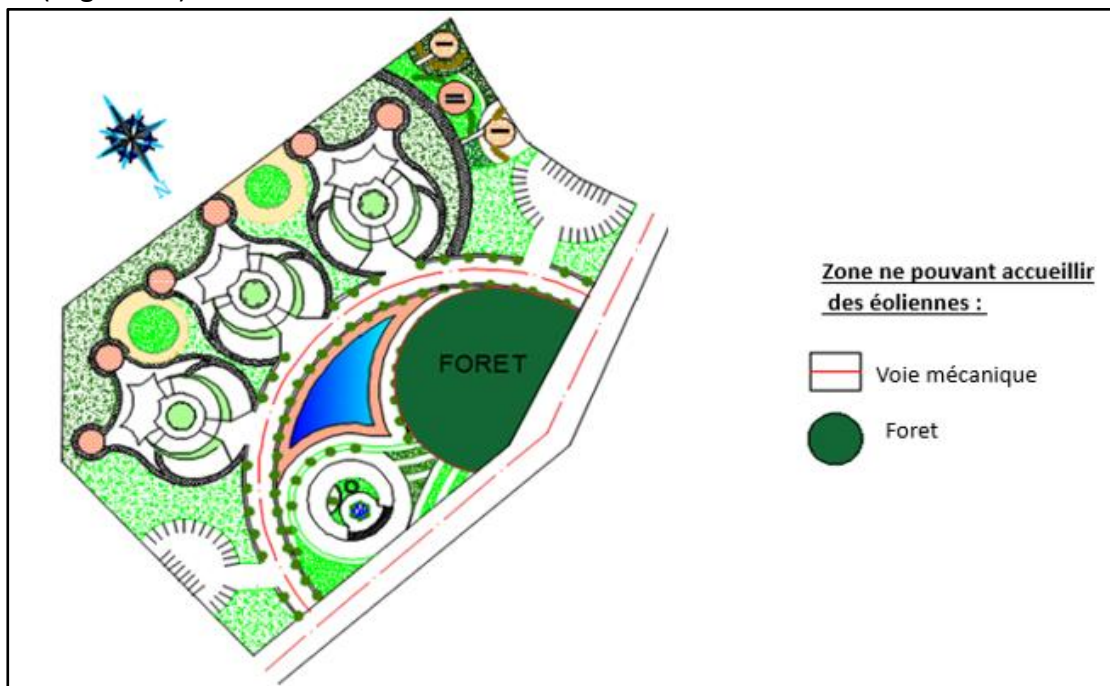 N
FORET
Zone ne pouvant accueillir
des éoliennes :
Voie mécanique
Foret